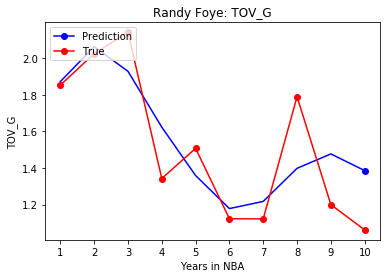 Randy Foye: TOV_G
Prediction
True
2.0
1.8
1.6
1.4
1.2
TOV_G
1 2 3 4 5 6 7 8 9 10
Years in NBA